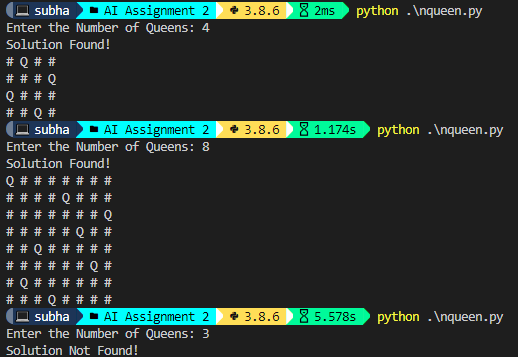 subha AI Assignment 2 3.8.6 2ms python .\nqueen.py
Enter the Number of Queens: 4
Solution Found!
# Q # #
# # # Q
Q # # #
# # Q #
subha AI Assignment 2 3.8.6 1.174s python .\nqueen.py
Enter the Number of Queens: 8
Solution Found!
Q # # # # # # #
# # # # Q # # #
# # # # # # # Q
# # # # # Q # #
# # Q # # # # #
# # # # # # Q #
# Q # # # # # #
# # # Q # # # #
subha AI Assignment 2 3.8.6 5.578s python .\nqueen.py
Enter the Number of Queens: 3
Solution Not Found!